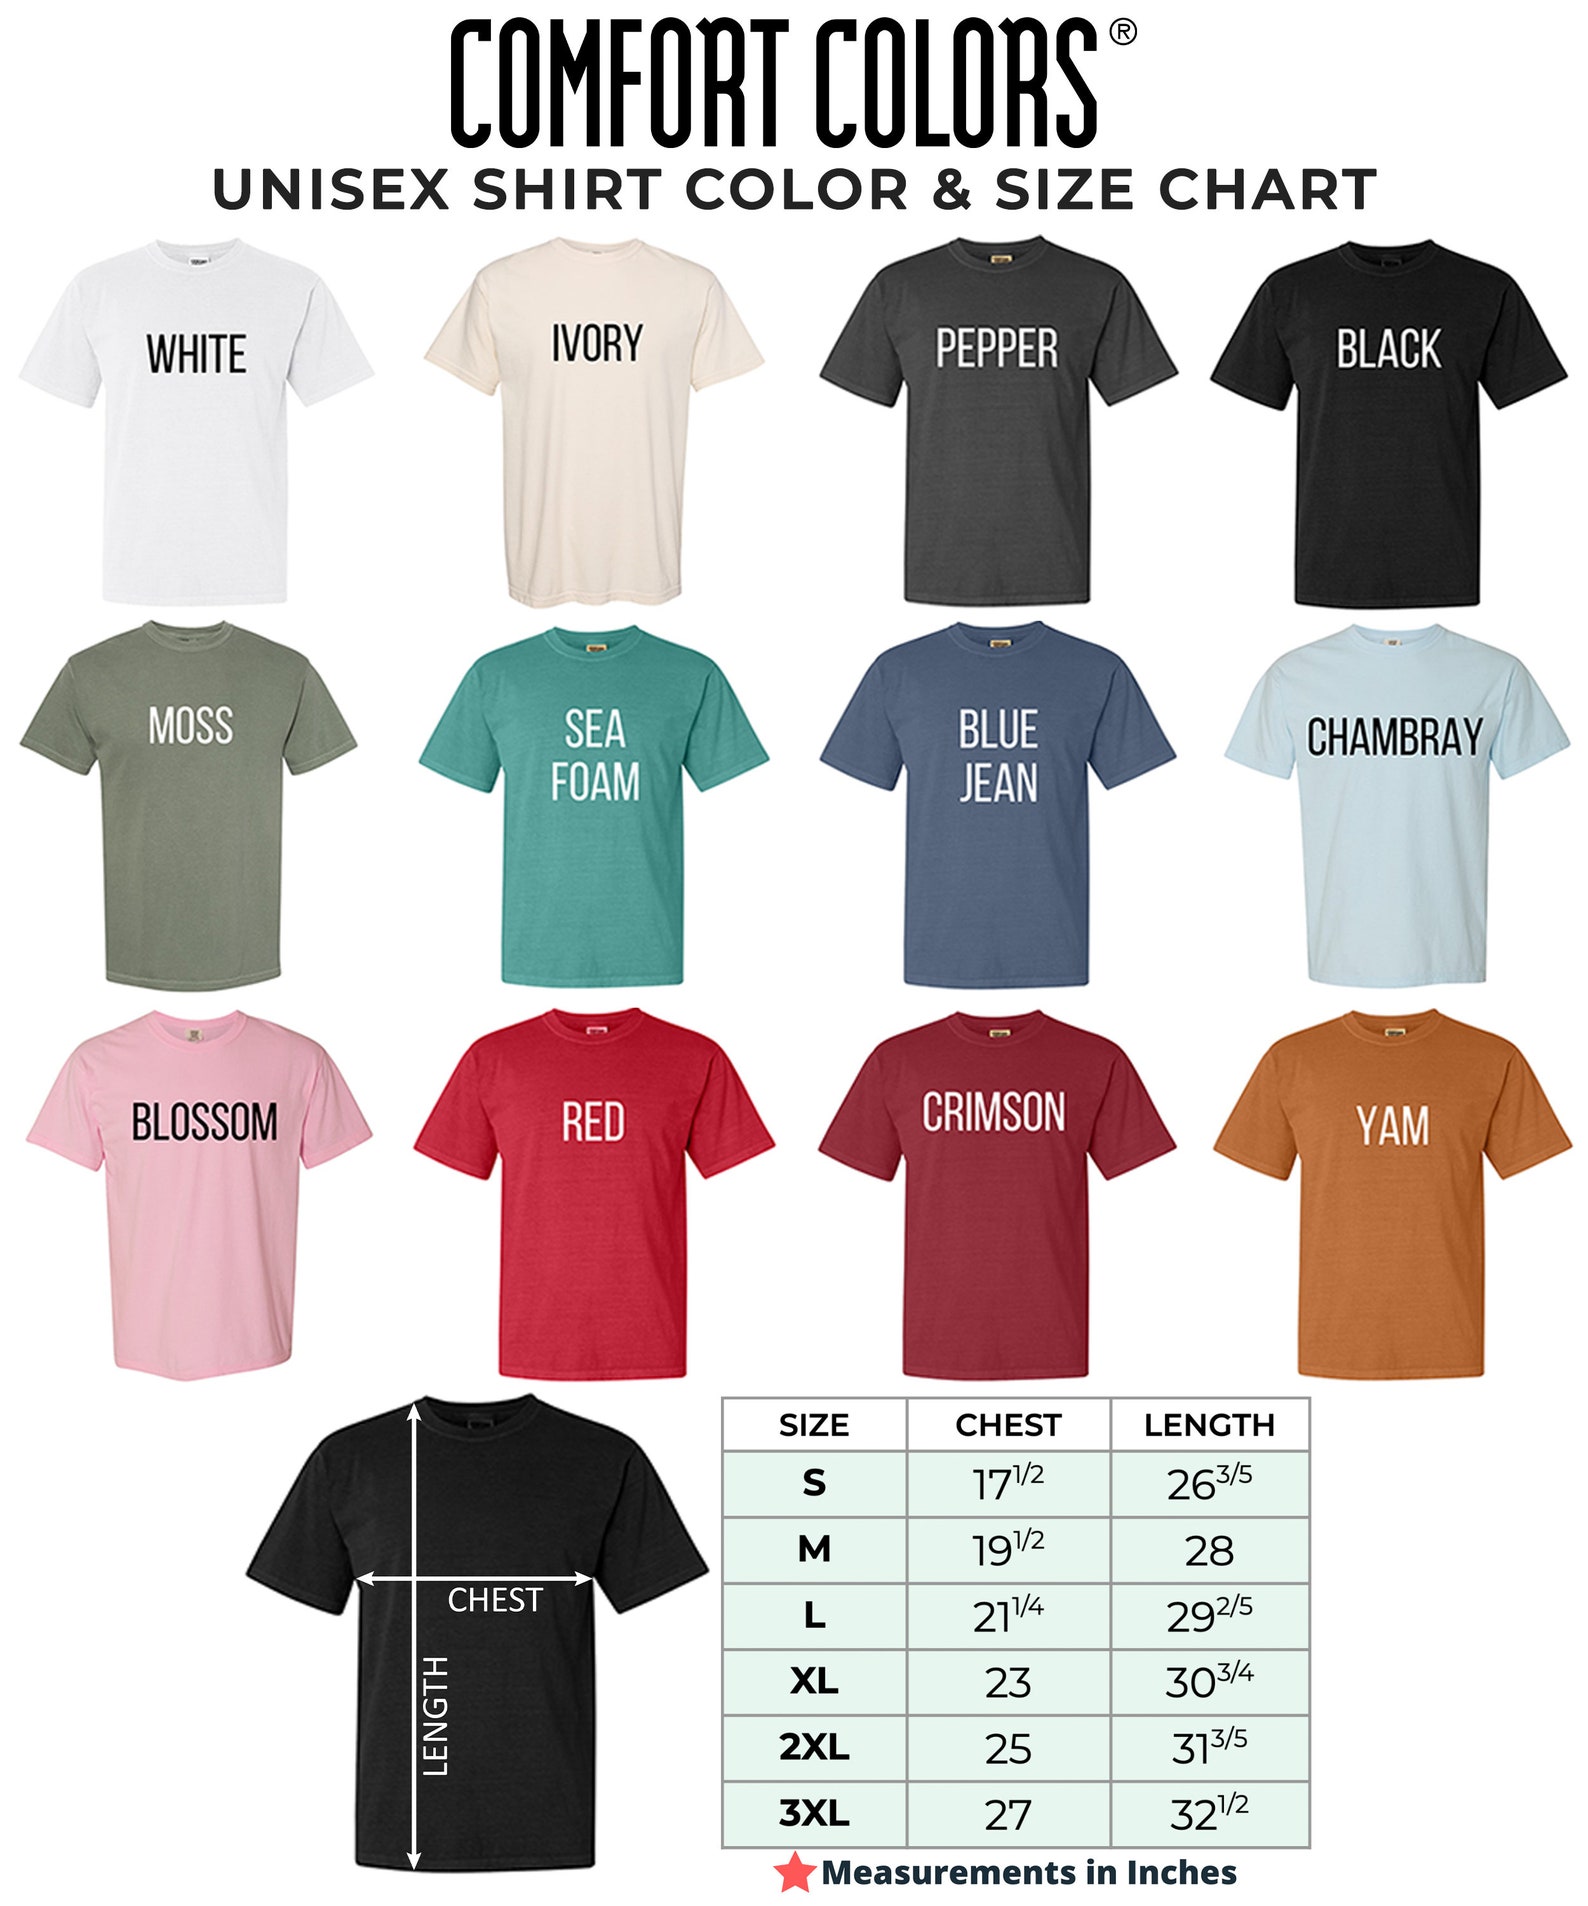 COMFORT COLORS®
UNISEX SHIRT COLOR & SIZE CHART
WHITE
IVORY
PEPPER
BLACK
MOSS
SEA
FOAM
BLUE
JEAN
CHAMBRAY
BLOSSOM
RED
CRIMSON
YAM
CHEST
LENGTH
SIZE CHEST LENGTH
S 17 1/2 26 3/5
M 19 1/2 28
L 21 1/4 29 2/5
XL 23 30 3/4
2XL 25 31 3/5
3XL 27 32 1/2
Measurements in Inches